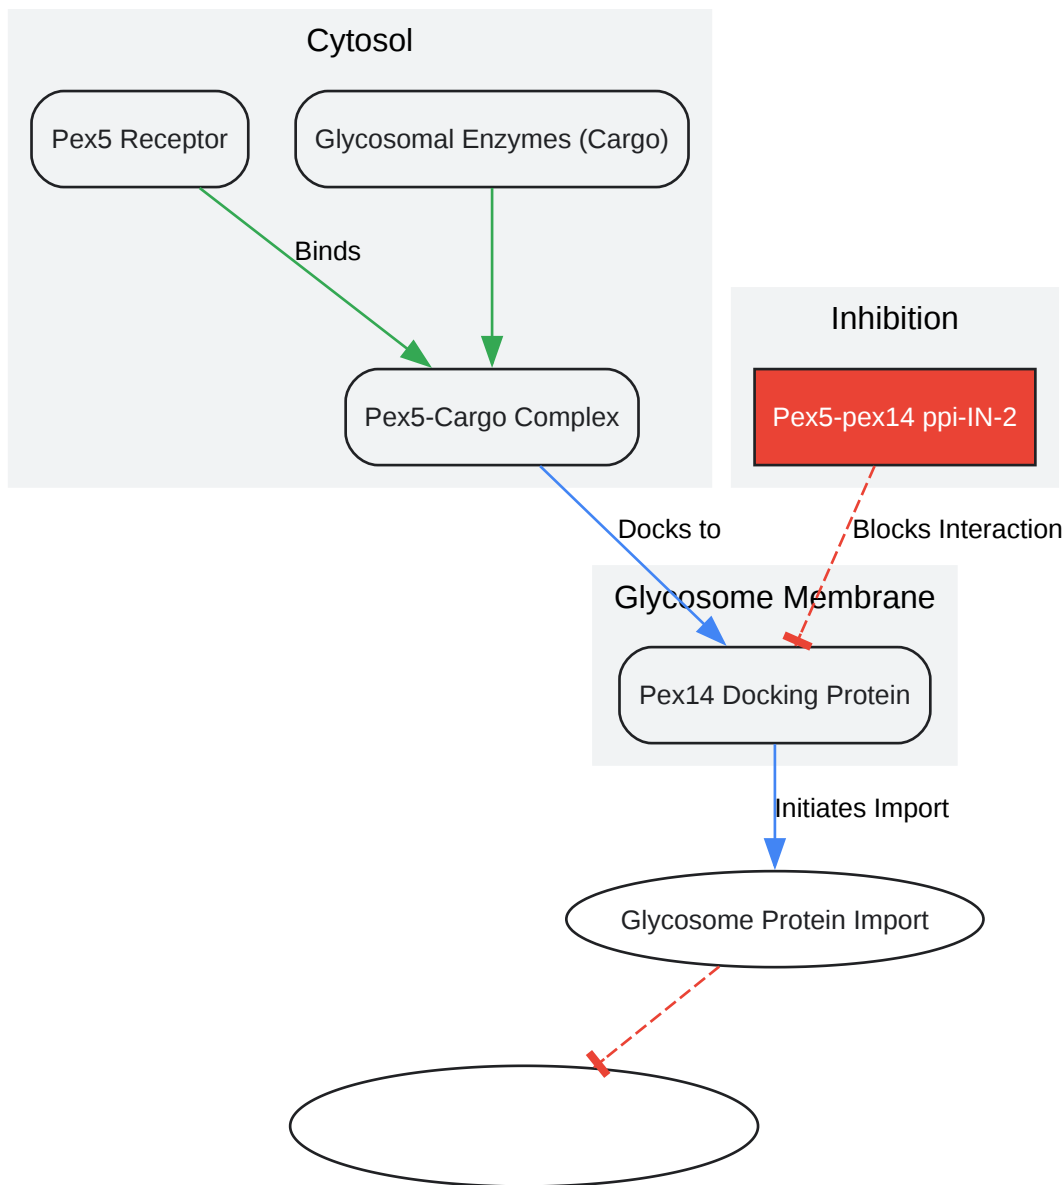 Cytosol
Pex5 Receptor
Glycosomal Enzymes (Cargo)
Binds
Inhibition
Pex5-Cargo Complex
Pex5-pex14 ppi-IN-2
Docks to
Blocks Interaction
Glycosome Membrane
Pex14 Docking Protein
Initiates Import
Glycosome Protein Import